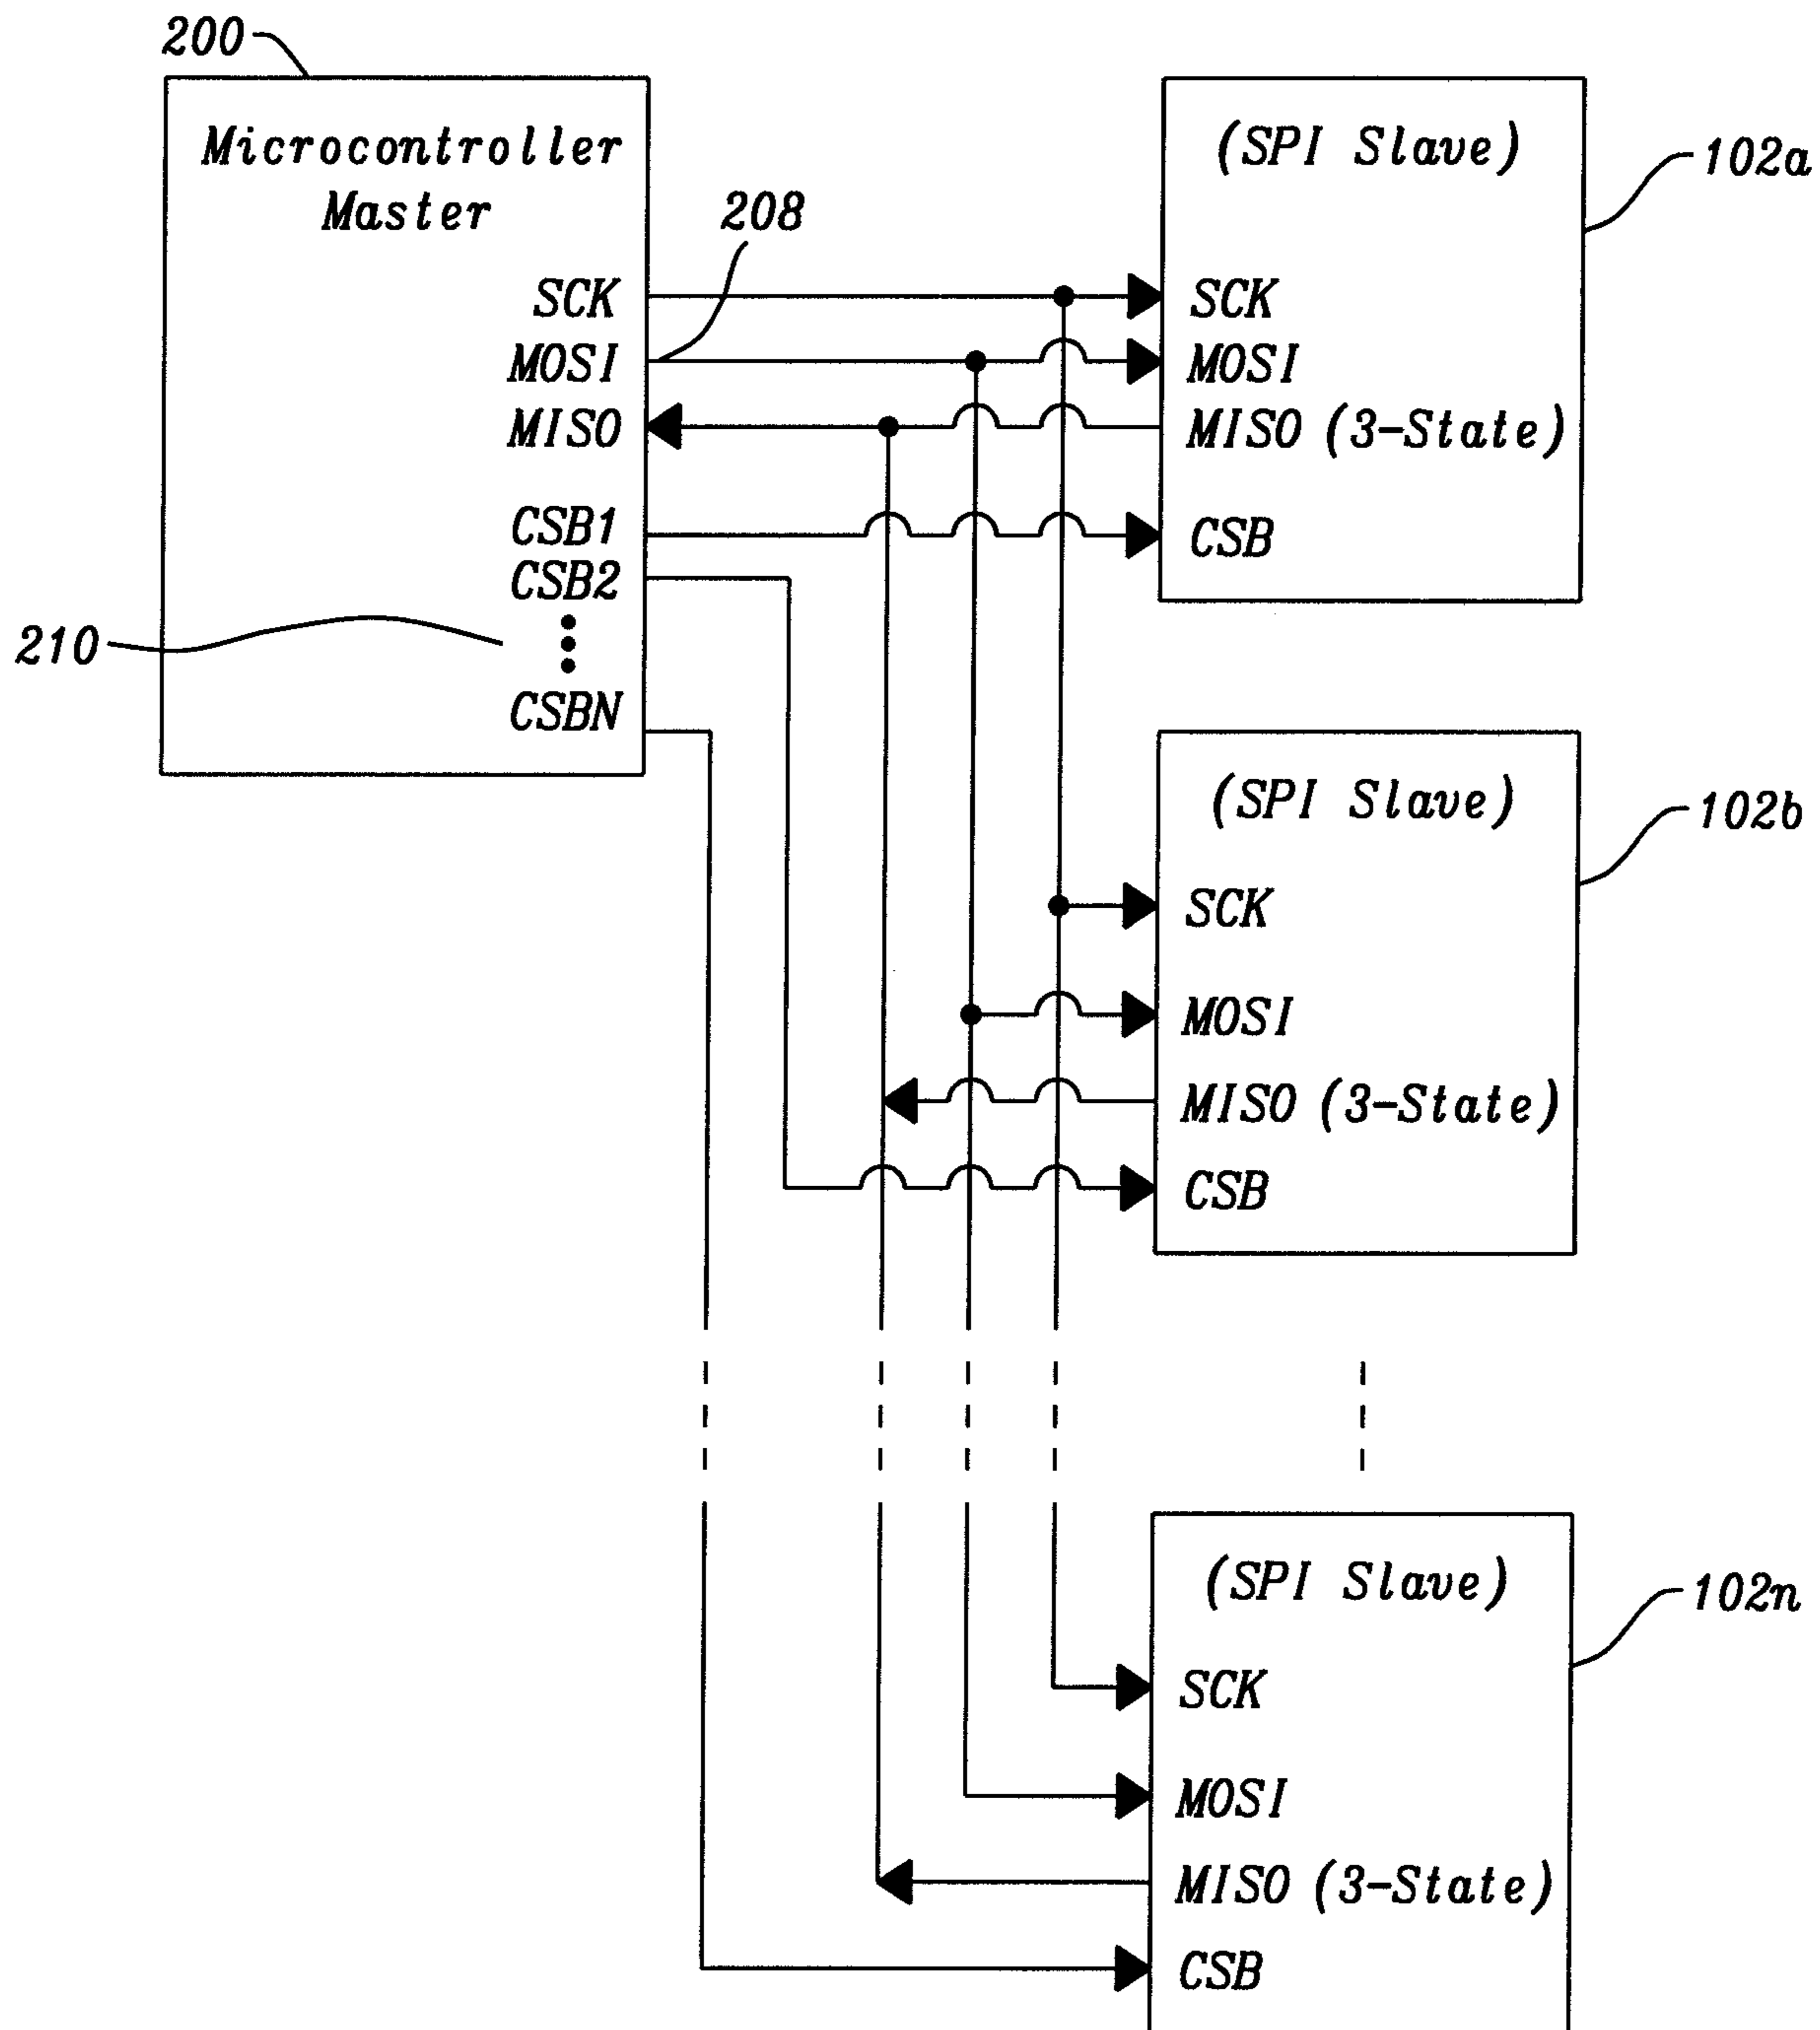 200
Microcontroller
Master
208
SCK
MOSI
MISO
CSB1
CSB2
210
CSBN
(SPI Slave)
102a
SCK
MOSI
MISO (3-State)
CSB
(SPI Slave)
102b
SCK
MOSI
MISO (3-State)
CSB
(SPI Slave)
102n
SCK
MOSI
MISO (3-State)
CSB